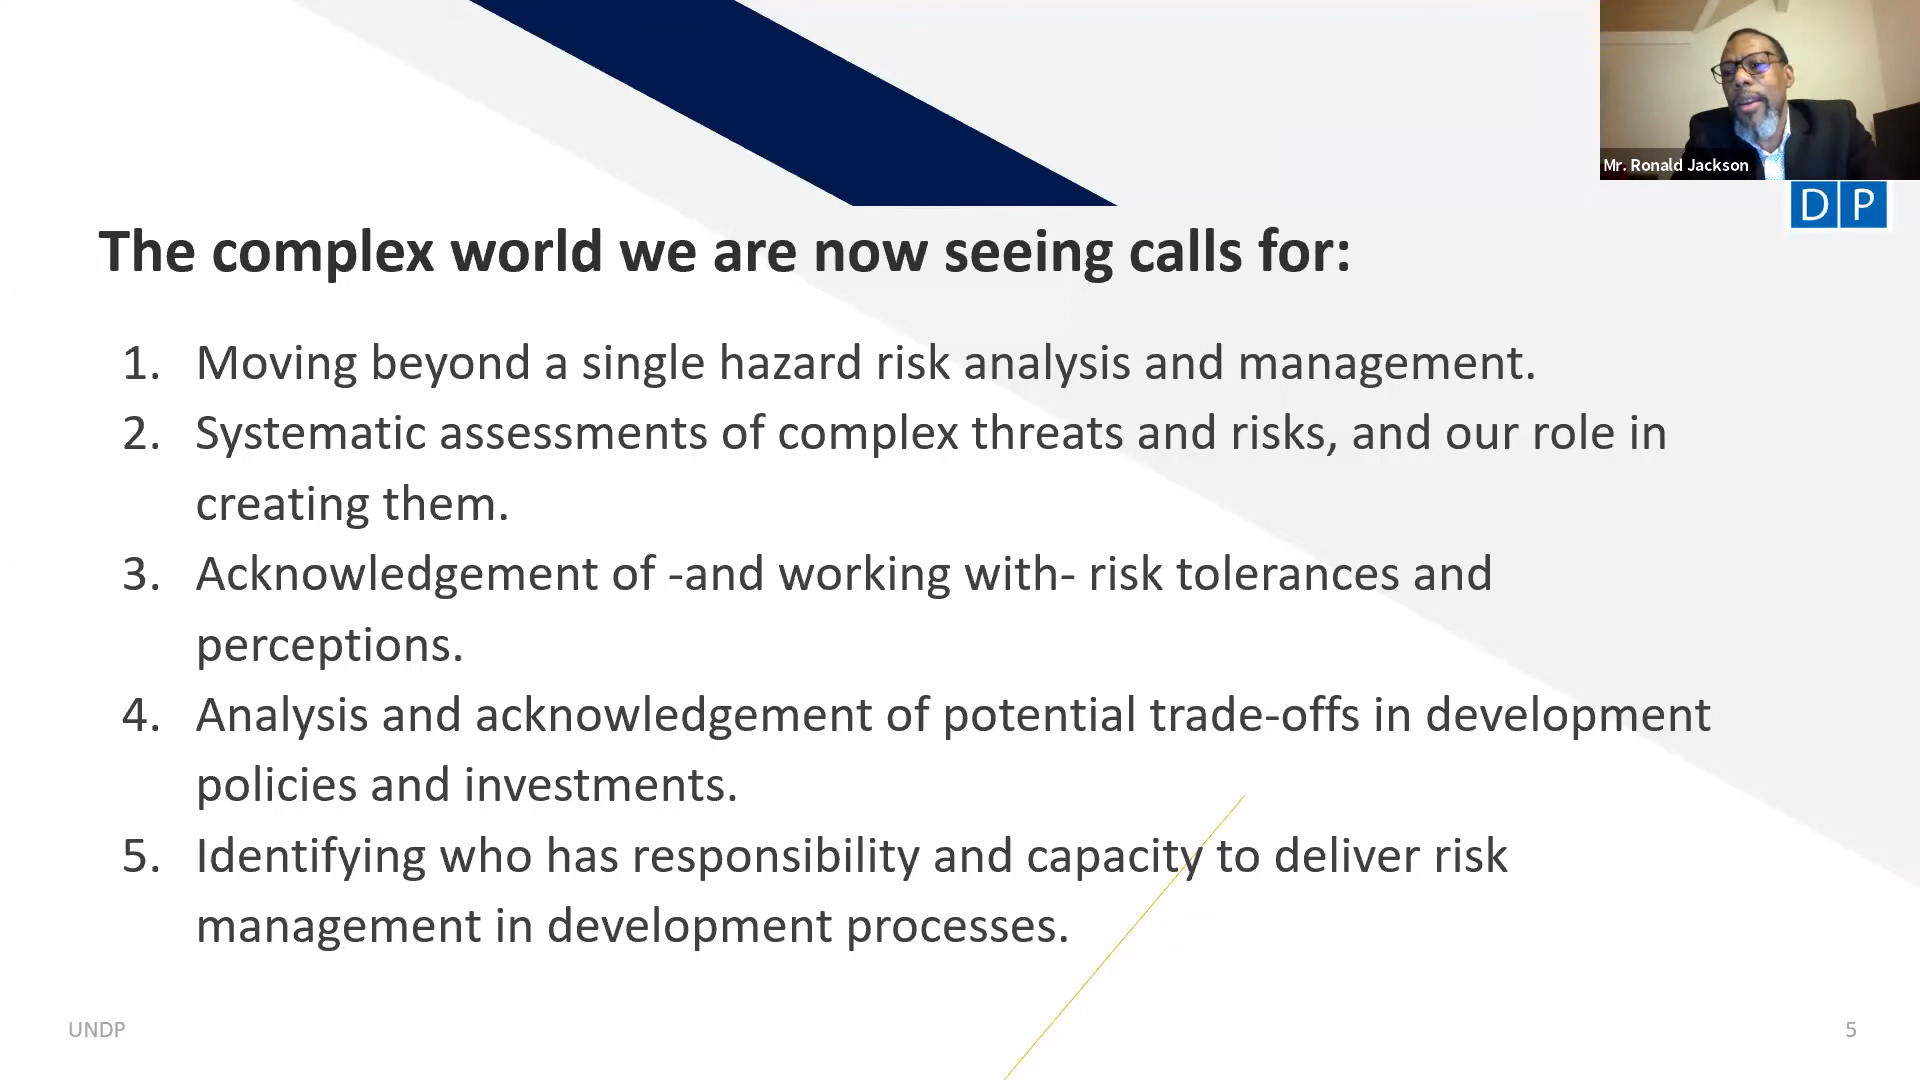 Mr. Ronald Jackson
D P
The complex world we are now seeing calls for:
1. Moving beyond a single hazard risk analysis and management.
2. Systematic assessments of complex threats and risks, and our role in
creating them.
3. Acknowledgement of -and working with- risk tolerances and
perceptions.
4. Analysis and acknowledgement of potential trade-offs in development
policies and investments.
5. Identifying who has responsibility and capacity to deliver risk
management in development processes.
UNDP
5